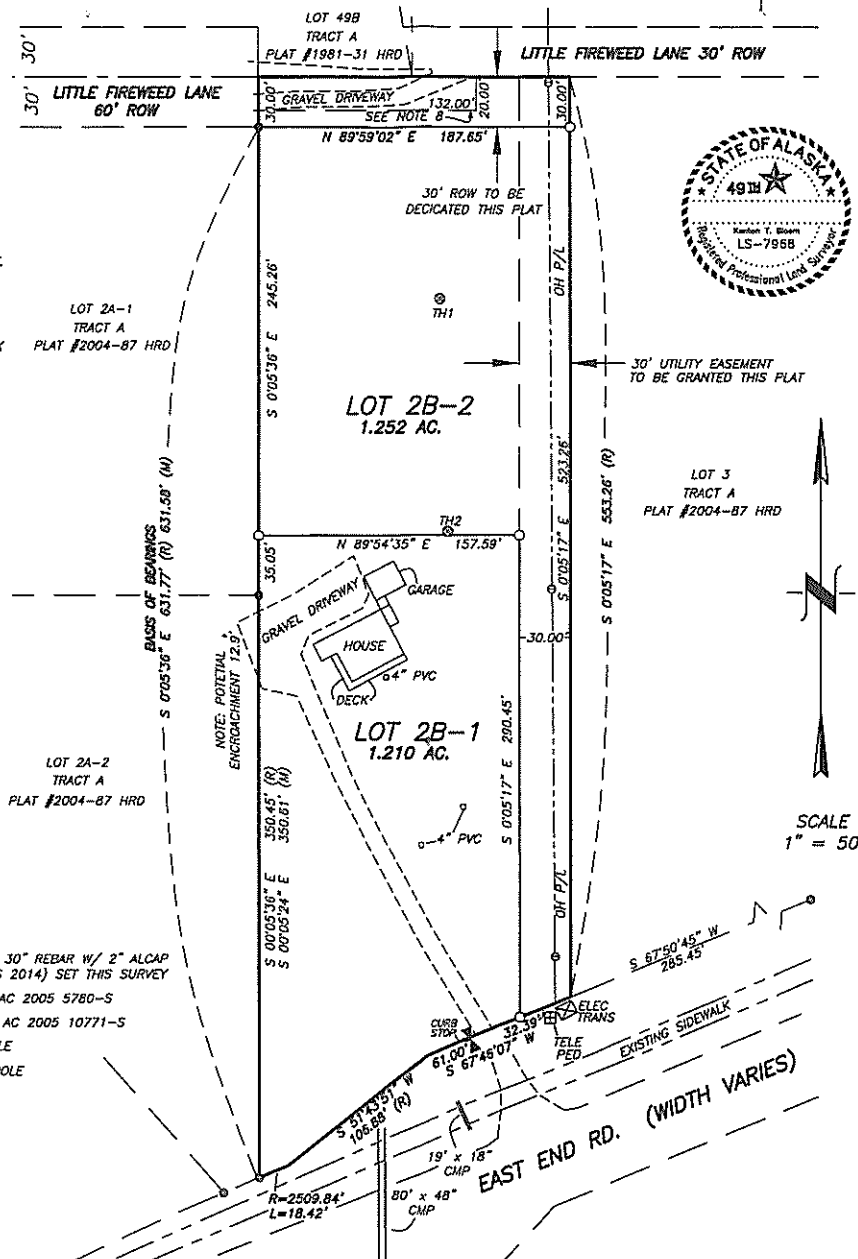 LOT 49B
TRACT A
PLAT #1981-31 HRD
LITTLE FIREWEED LANE 30' ROW
30'
30'
LITTLE FIREWEED LANE
60' ROW
30.00'
GRAVEL DRIVEWAY
132.00'
20.00'
30.00'
SEE NOTE 8
N 89°59'02" E 187.65'
30' ROW TO BE
DECICATED THIS PLAT
STATE OF ALASKA
49TH
Kenton T. Bloom
LS-7968
Registered Professional Land Surveyor
S 0°05'36" E 245.26'
TH1
OH P/L
LOT 2A-1
TRACT A
PLAT #2004-87 HRD
30' UTILITY EASEMENT
TO BE GRANTED THIS PLAT
LOT 2B-2
1.252 AC.
LOT 3
TRACT A
PLAT #2004-87 HRD
BASIS OF BEARINGS
S 0°05'36" E 631.77' (R) 631.58' (M)
S 0°05'17" E 523.26'
S 0°05'17" E 553.26' (R)
TH2
N 89°54'35" E 157.59'
35.05'
GRAVEL DRIVEWAY
GARAGE
HOUSE
DECK
4" PVC
30.00'
NOTE: POTETIAL
ENCROACHMENT 12.9'
LOT 2B-1
1.210 AC.
S 0°05'17" E 290.45'
LOT 2A-2
TRACT A
PLAT #2004-87 HRD
N
SCALE
1" = 50
S 00°05'36" E 350.45' (R)
S 00°05'24" E 350.61' (M)
4" PVC
OH P/L
30" REBAR W/ 2" ALCAP
S 2014) SET THIS SURVEY
AC 2005 5780-S
AC 2005 10771-S
LE
POLE
S 67°50'45" W
285.45'
CURB
STOP
61.00'
32.39'
S 67°46'07" W
ELEC
TRANS
TELE
PED
EXISTING SIDEWALK
S 51°43'51" W
105.88' (R)
EAST END RD. (WIDTH VARIES)
19' x 18"
CMP
80' x 48"
CMP
R=2509.84'
L=18.42'